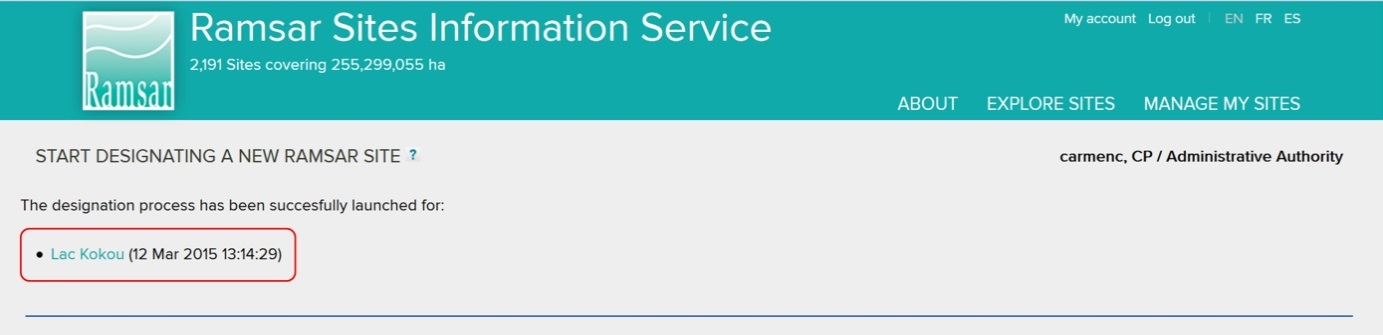 My account Log out | EN FR ES
Ramsar
Ramsar Sites Information Service
2,191 Sites covering 255,299,055 ha
ABOUT EXPLORE SITES MANAGE MY SITES
START DESIGNATING A NEW RAMSAR SITE ?
carmenc, CP / Administrative Authority
The designation process has been succesfully launched for:
• Lac Kokou (12 Mar 2015 13:14:29)